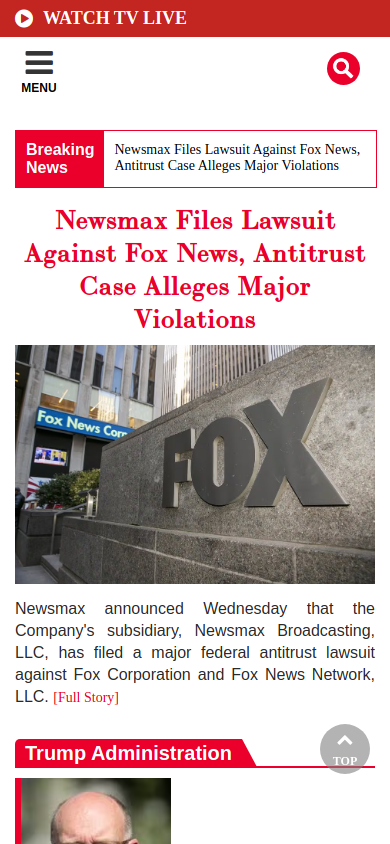 WATCH TV LIVE
MENU
Breaking
News
Newsmax Files Lawsuit Against Fox News,
Antitrust Case Alleges Major Violations
Newsmax Files Lawsuit
Against Fox News, Antitrust
Case Alleges Major
Violations
Fox News Corp
FOX
Newsmax announced Wednesday that the
Company's subsidiary, Newsmax Broadcasting,
LLC, has filed a major federal antitrust lawsuit
against Fox Corporation and Fox News Network,
LLC. [Full Story]
Trump Administration
TOP